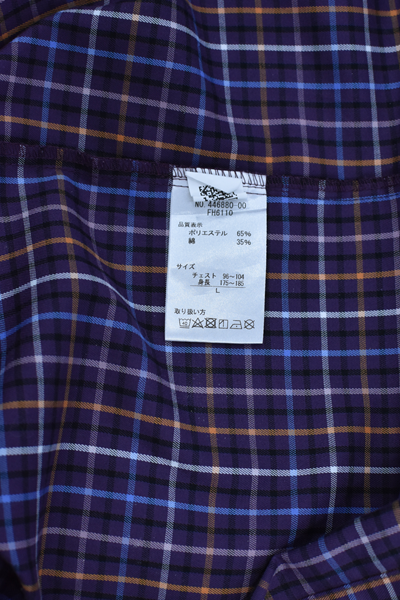 NO. 446880 00
FH6110
品質表示
ポリエステル 65%
綿 35%
サイズ
チェスト 96〜104
身長 175〜185
L
取り扱い方